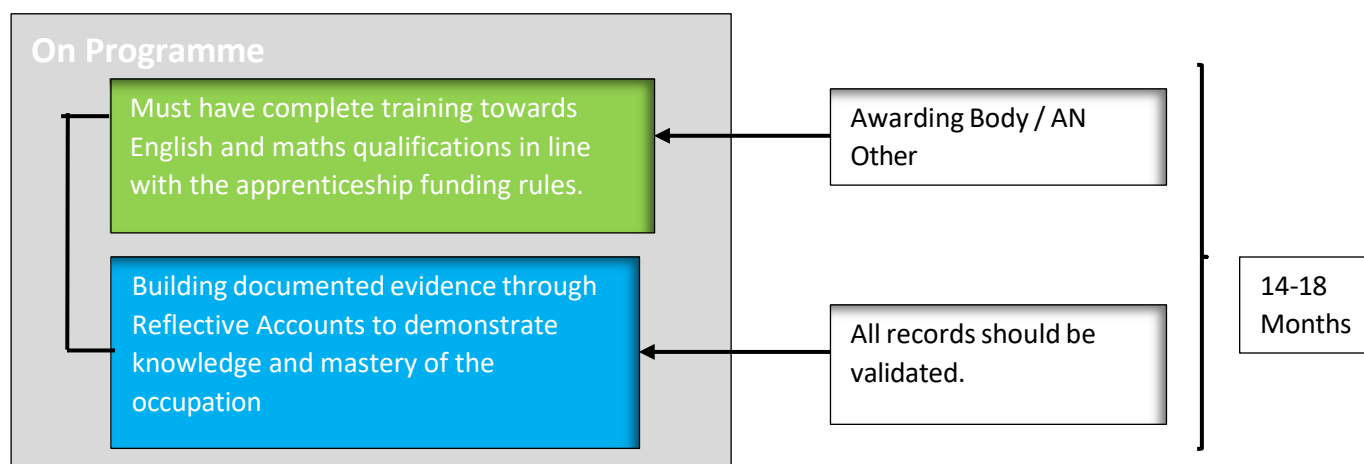 On Programme
Must have complete training towards
English and maths qualifications in line
with the apprenticeship funding rules.
Awarding Body / AN
Other
Building documented evidence through
Reflective Accounts to demonstrate
knowledge and mastery of the
occupation
All records should be
validated.
14-18
Months